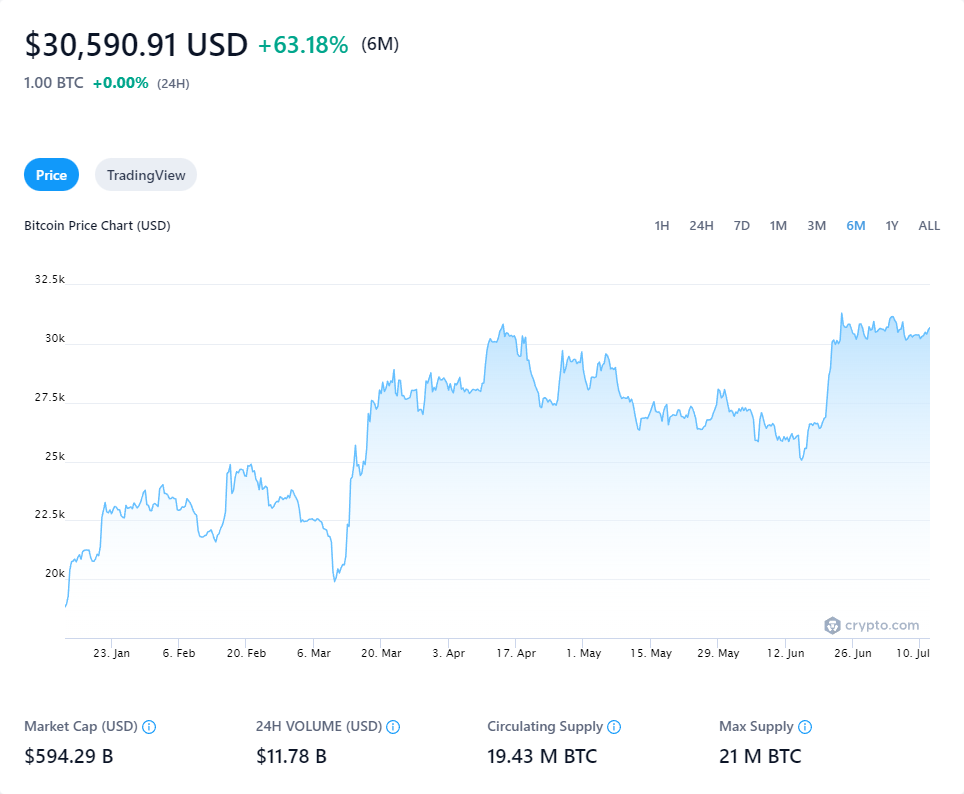 $30,590.91 USD +63.18% (6M)
1.00 BTC +0.00% (24H)
Price TradingView
Bitcoin Price Chart (USD) 1H 24H 7D 1M 3M 6M 1Y ALL
32.5k
30k
27.5k
25k
22.5k
20k
crypto.com
23. Jan 6. Feb 20. Feb 6. Mar 20. Mar 3. Apr 17. Apr 1. May 15. May 29. May 12. Jun 26. Jun 10. Jul
Market Cap (USD) 24H VOLUME (USD) Circulating Supply Max Supply
$594.29 B $11.78 B 19.43 M BTC 21 M BTC